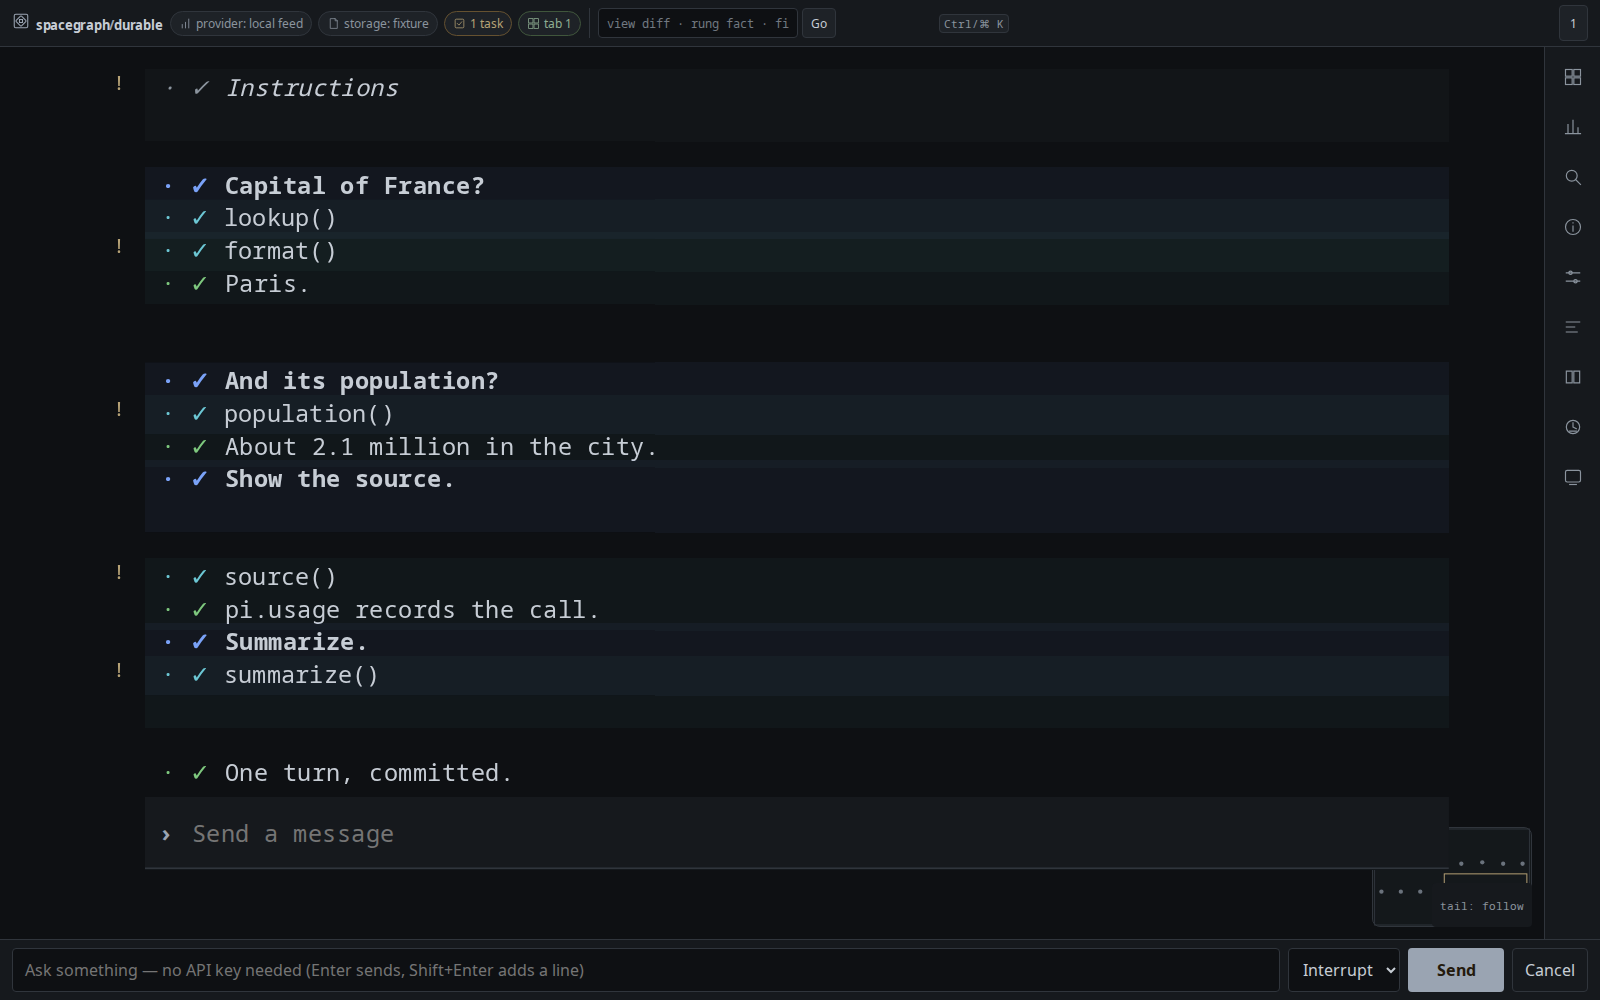 spacegraph/durable provider: local feed storage: fixture 1 task tab 1 view diff · rung fact · fi Go Ctrl/⌘ K 1
! · ✓ Instructions
· ✓ Capital of France?
· ✓ lookup()
! · ✓ format()
· ✓ Paris.
· ✓ And its population?
! · ✓ population()
· ✓ About 2.1 million in the city.
· ✓ Show the source.
! · ✓ source()
· ✓ pi.usage records the call.
· ✓ Summarize.
! · ✓ summarize()
· ✓ One turn, committed.
› Send a message
tail: follow
Ask something — no API key needed (Enter sends, Shift+Enter adds a line) Interrupt Send Cancel